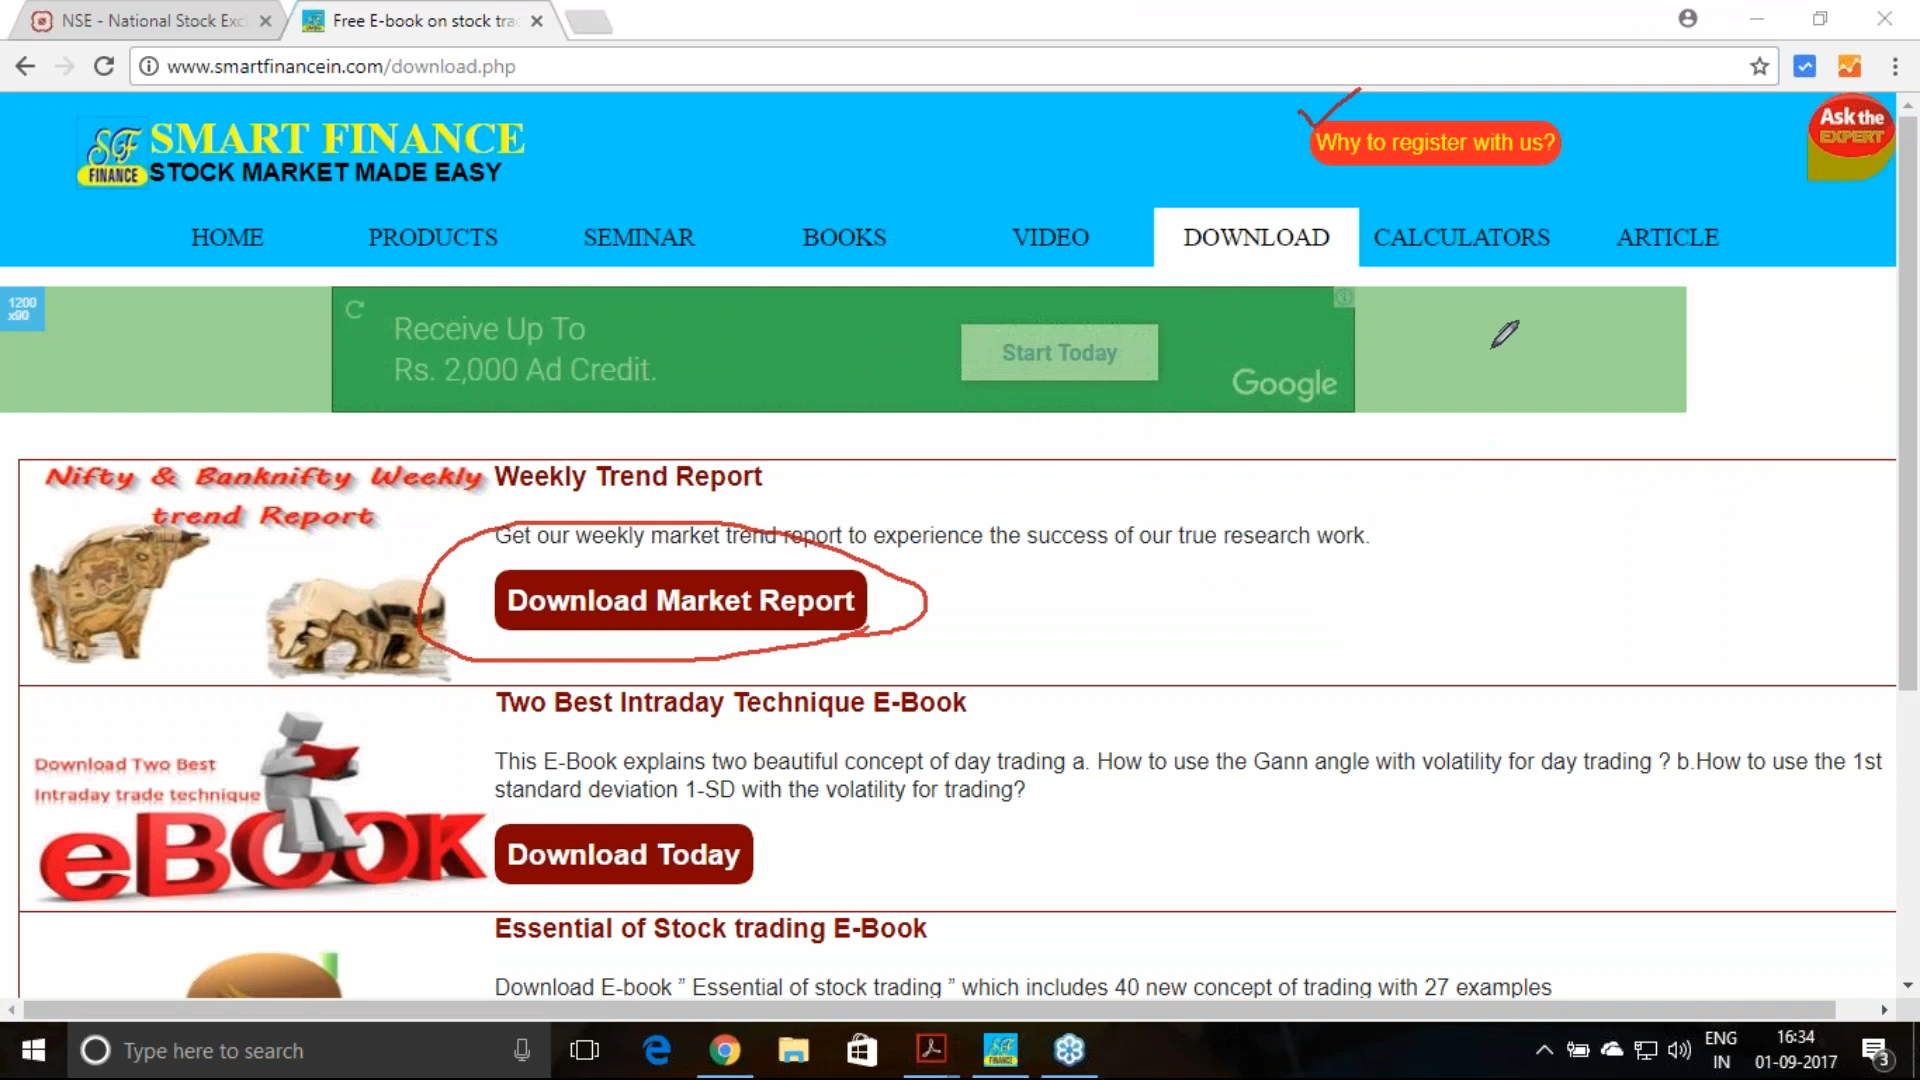 NSE - National Stock Exc
Free E-book on stock tra
www.smartfinancein.com/download.php
SF
FINANCE
SMART FINANCE
STOCK MARKET MADE EASY
Why to register with us?
Ask the
EXPERT
HOME
PRODUCTS
SEMINAR
BOOKS
VIDEO
DOWNLOAD
CALCULATORS
ARTICLE
1200
x90
Receive Up To
Rs. 2,000 Ad Credit.
Start Today
Google
Nifty & Banknifty Weekly
trend Report
Weekly Trend Report
Get our weekly market trend report to experience the success of our true research work.
Download Market Report
Download Two Best
Intraday trade technique
eBOOK
Two Best Intraday Technique E-Book
This E-Book explains two beautiful concept of day trading a. How to use the Gann angle with volatility for day trading ? b.How to use the 1st
standard deviation 1-SD with the volatility for trading?
Download Today
Essential of Stock trading E-Book
Download E-book ” Essential of stock trading ” which includes 40 new concept of trading with 27 examples
Type here to search
SF
FINANCE
ENG
IN
16:34
01-09-2017
3